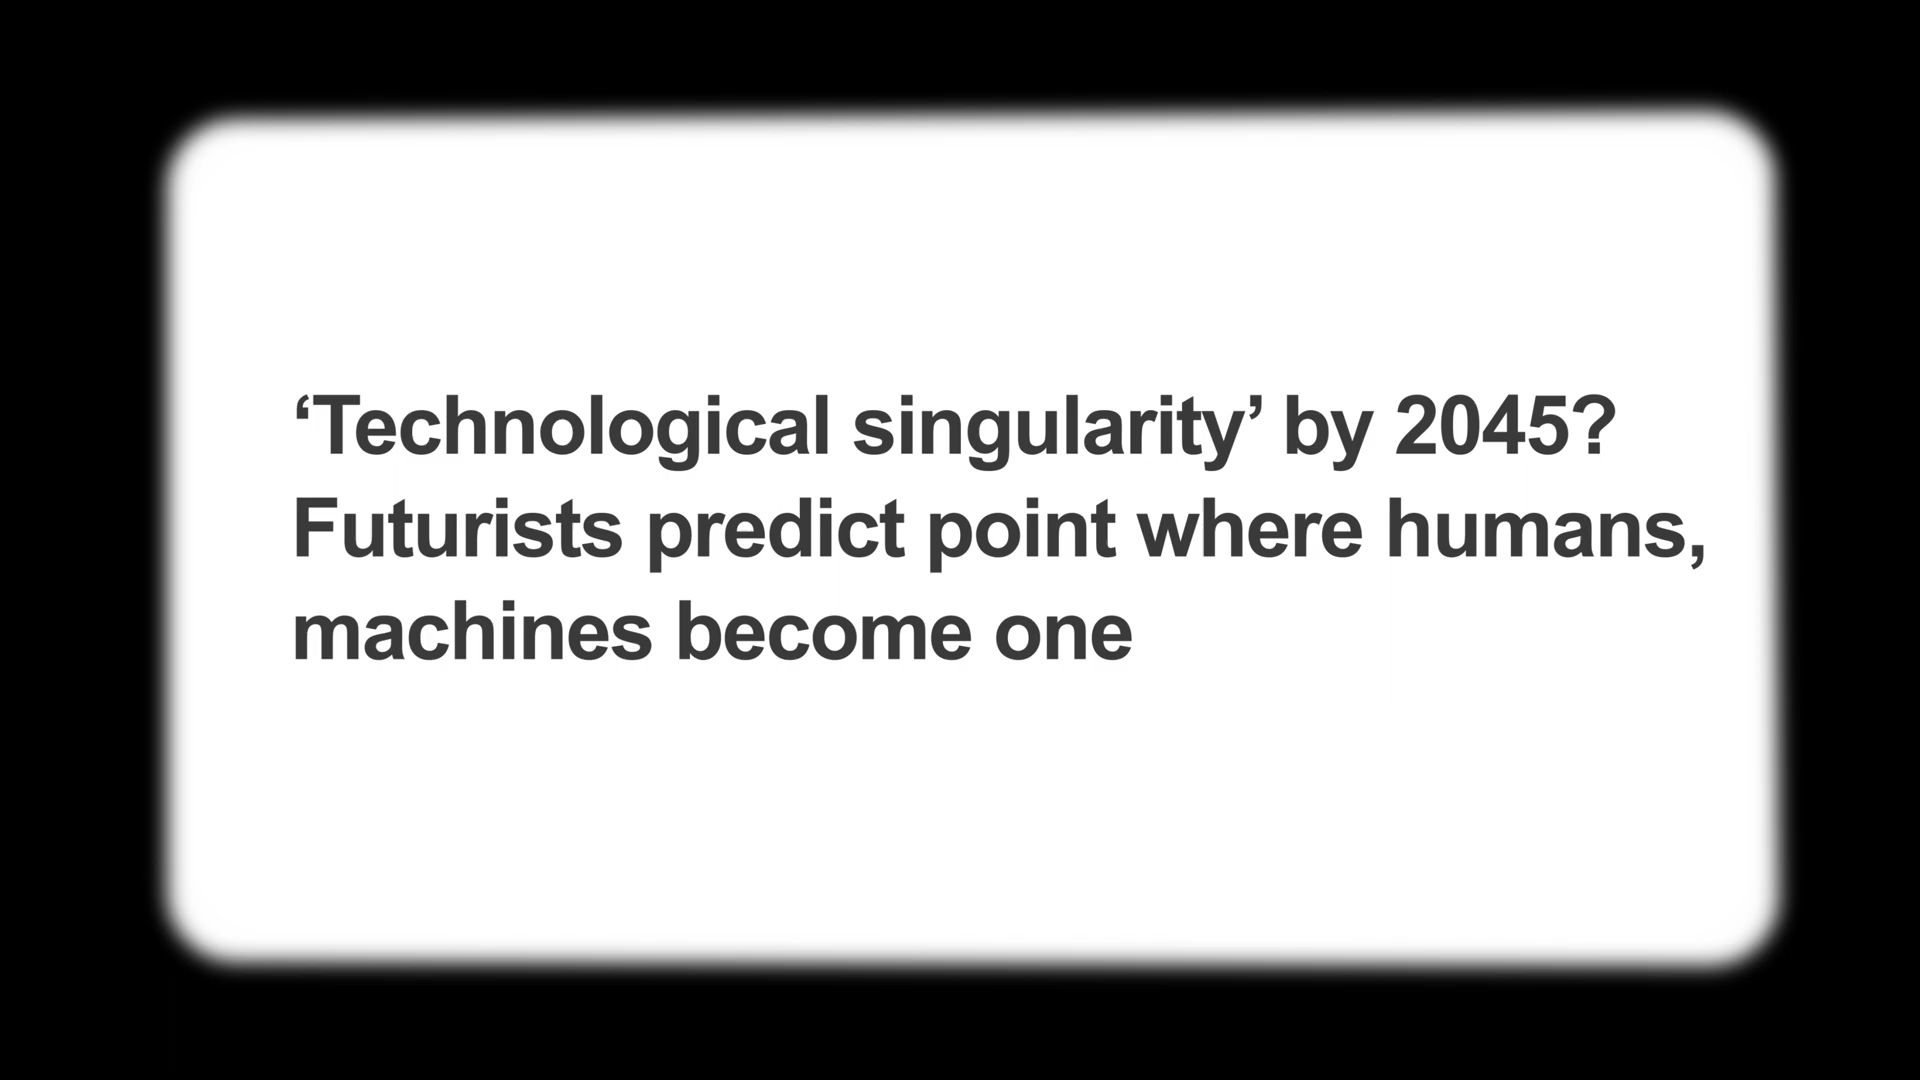 ‘Technological singularity’ by 2045?
Futurists predict point where humans,
machines become one